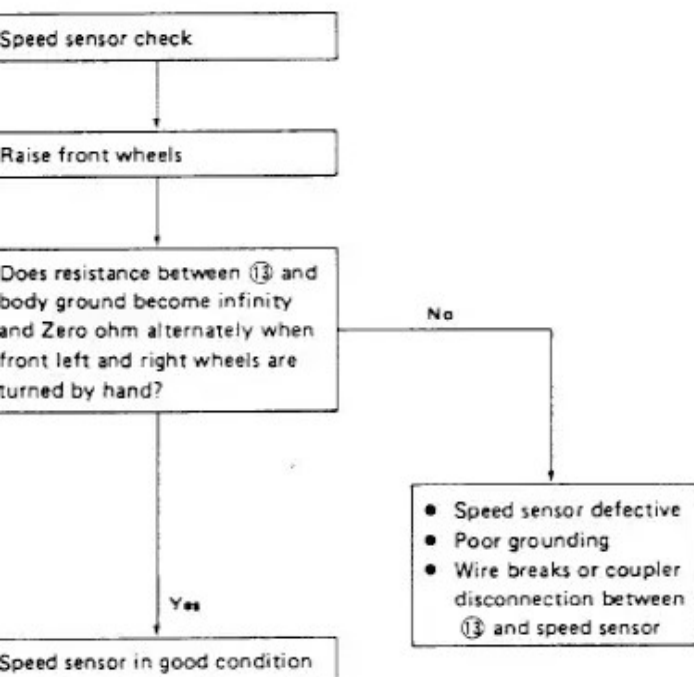 Speed sensor check
Raise front wheels
Does resistance between ⑬ and
body ground become infinity
and Zero ohm alternately when
front left and right wheels are
turned by hand?
No
● Speed sensor defective
● Poor grounding
● Wire breaks or coupler
disconnection between
⑬ and speed sensor
Yes
Speed sensor in good condition